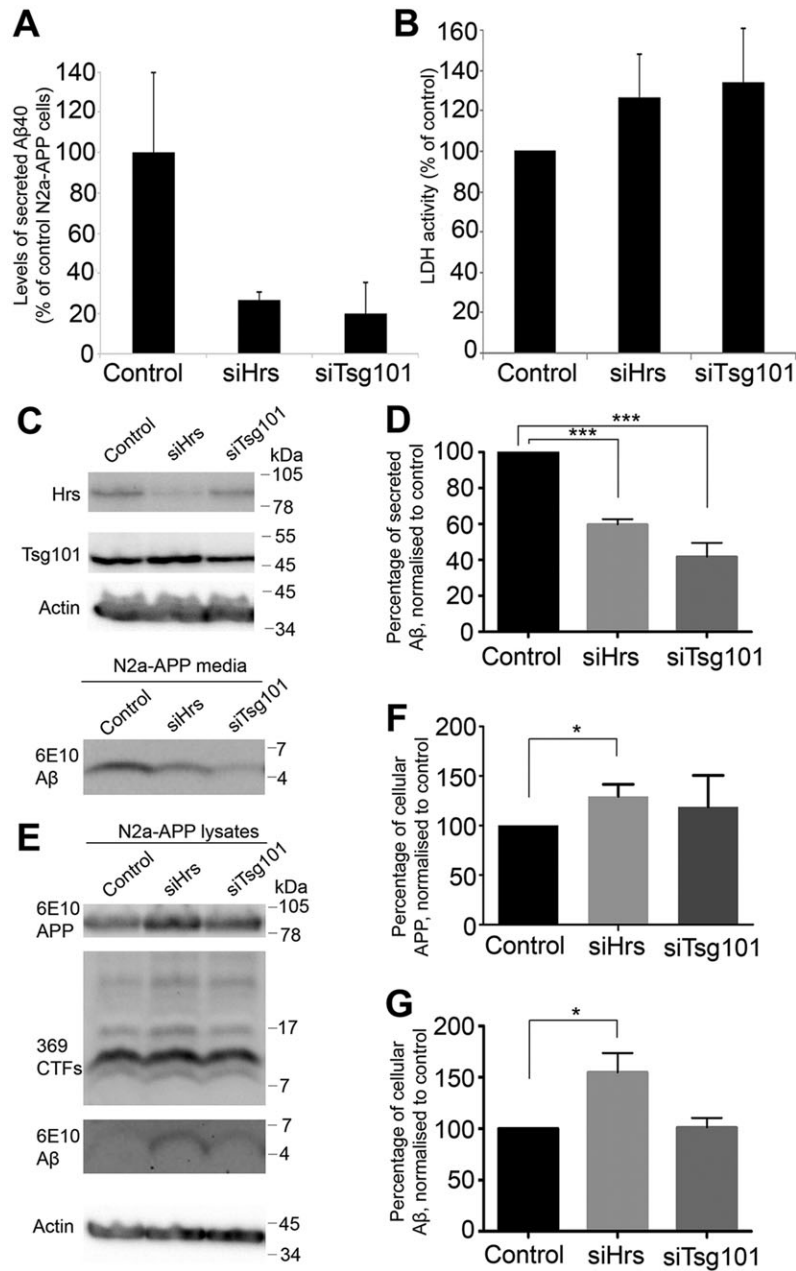 A
Levels of secreted Aβ40
(% of control N2a-APP cells)
140
120
100
80
60
40
20
0
Control siHrs siTsg101
B
LDH activity (% of control)
160
140
120
100
80
60
40
20
0
Control siHrs siTsg101
C
Control siHrs siTsg101
kDa
Hrs
105
78
Tsg101
55
45
Actin
45
34
N2a-APP media
Control siHrs siTsg101
6E10
Aβ
7
4
D
Percentage of secreted
Aβ, normalised to control
*** ***
100
80
60
40
20
0
Control siHrs siTsg101
E
N2a-APP lysates
Control siHrs siTsg101
kDa
6E10
APP
105
78
369
CTFs
17
7
6E10
Aβ
7
4
Actin
45
34
F
Percentage of cellular
APP, normalised to control
*
200
150
100
50
0
Control siHrs siTsg101
G
Percentage of cellular
Aβ, normalised to control
*
200
150
100
50
0
Control siHrs siTsg101